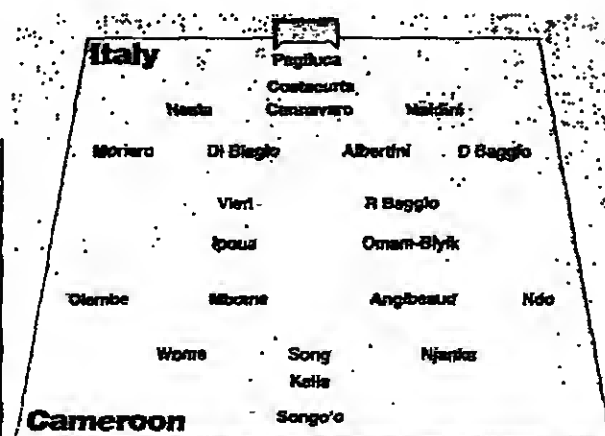 Italy
Pagliuca
Costacurta
Nesta Cannavaro Maldini
Moriero Di Biagio Albertini D Baggio
Vieri R Baggio
Ipoua Omam-Biyik
Olembe Mboma Angibeaud Ndo
Wome Song Njanka
Kalla
Songo'o
Cameroon